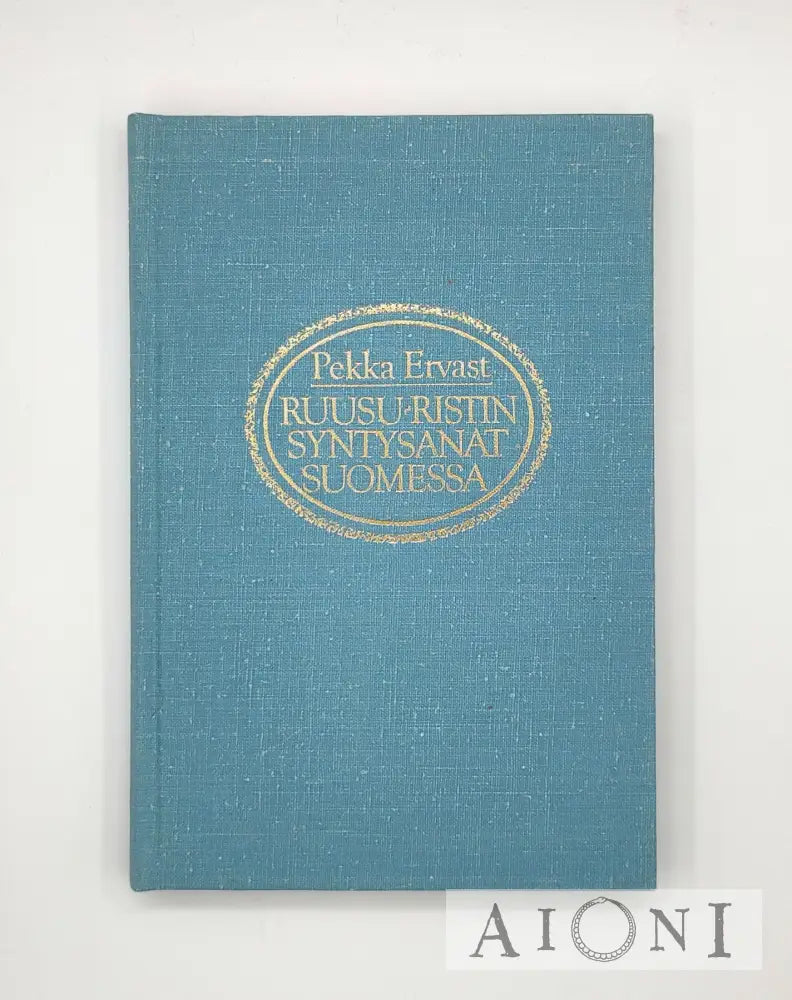 Pekka Ervast
RUUSU-RISTIN
SYNTYSANAT
SUOMESSA
AIONI